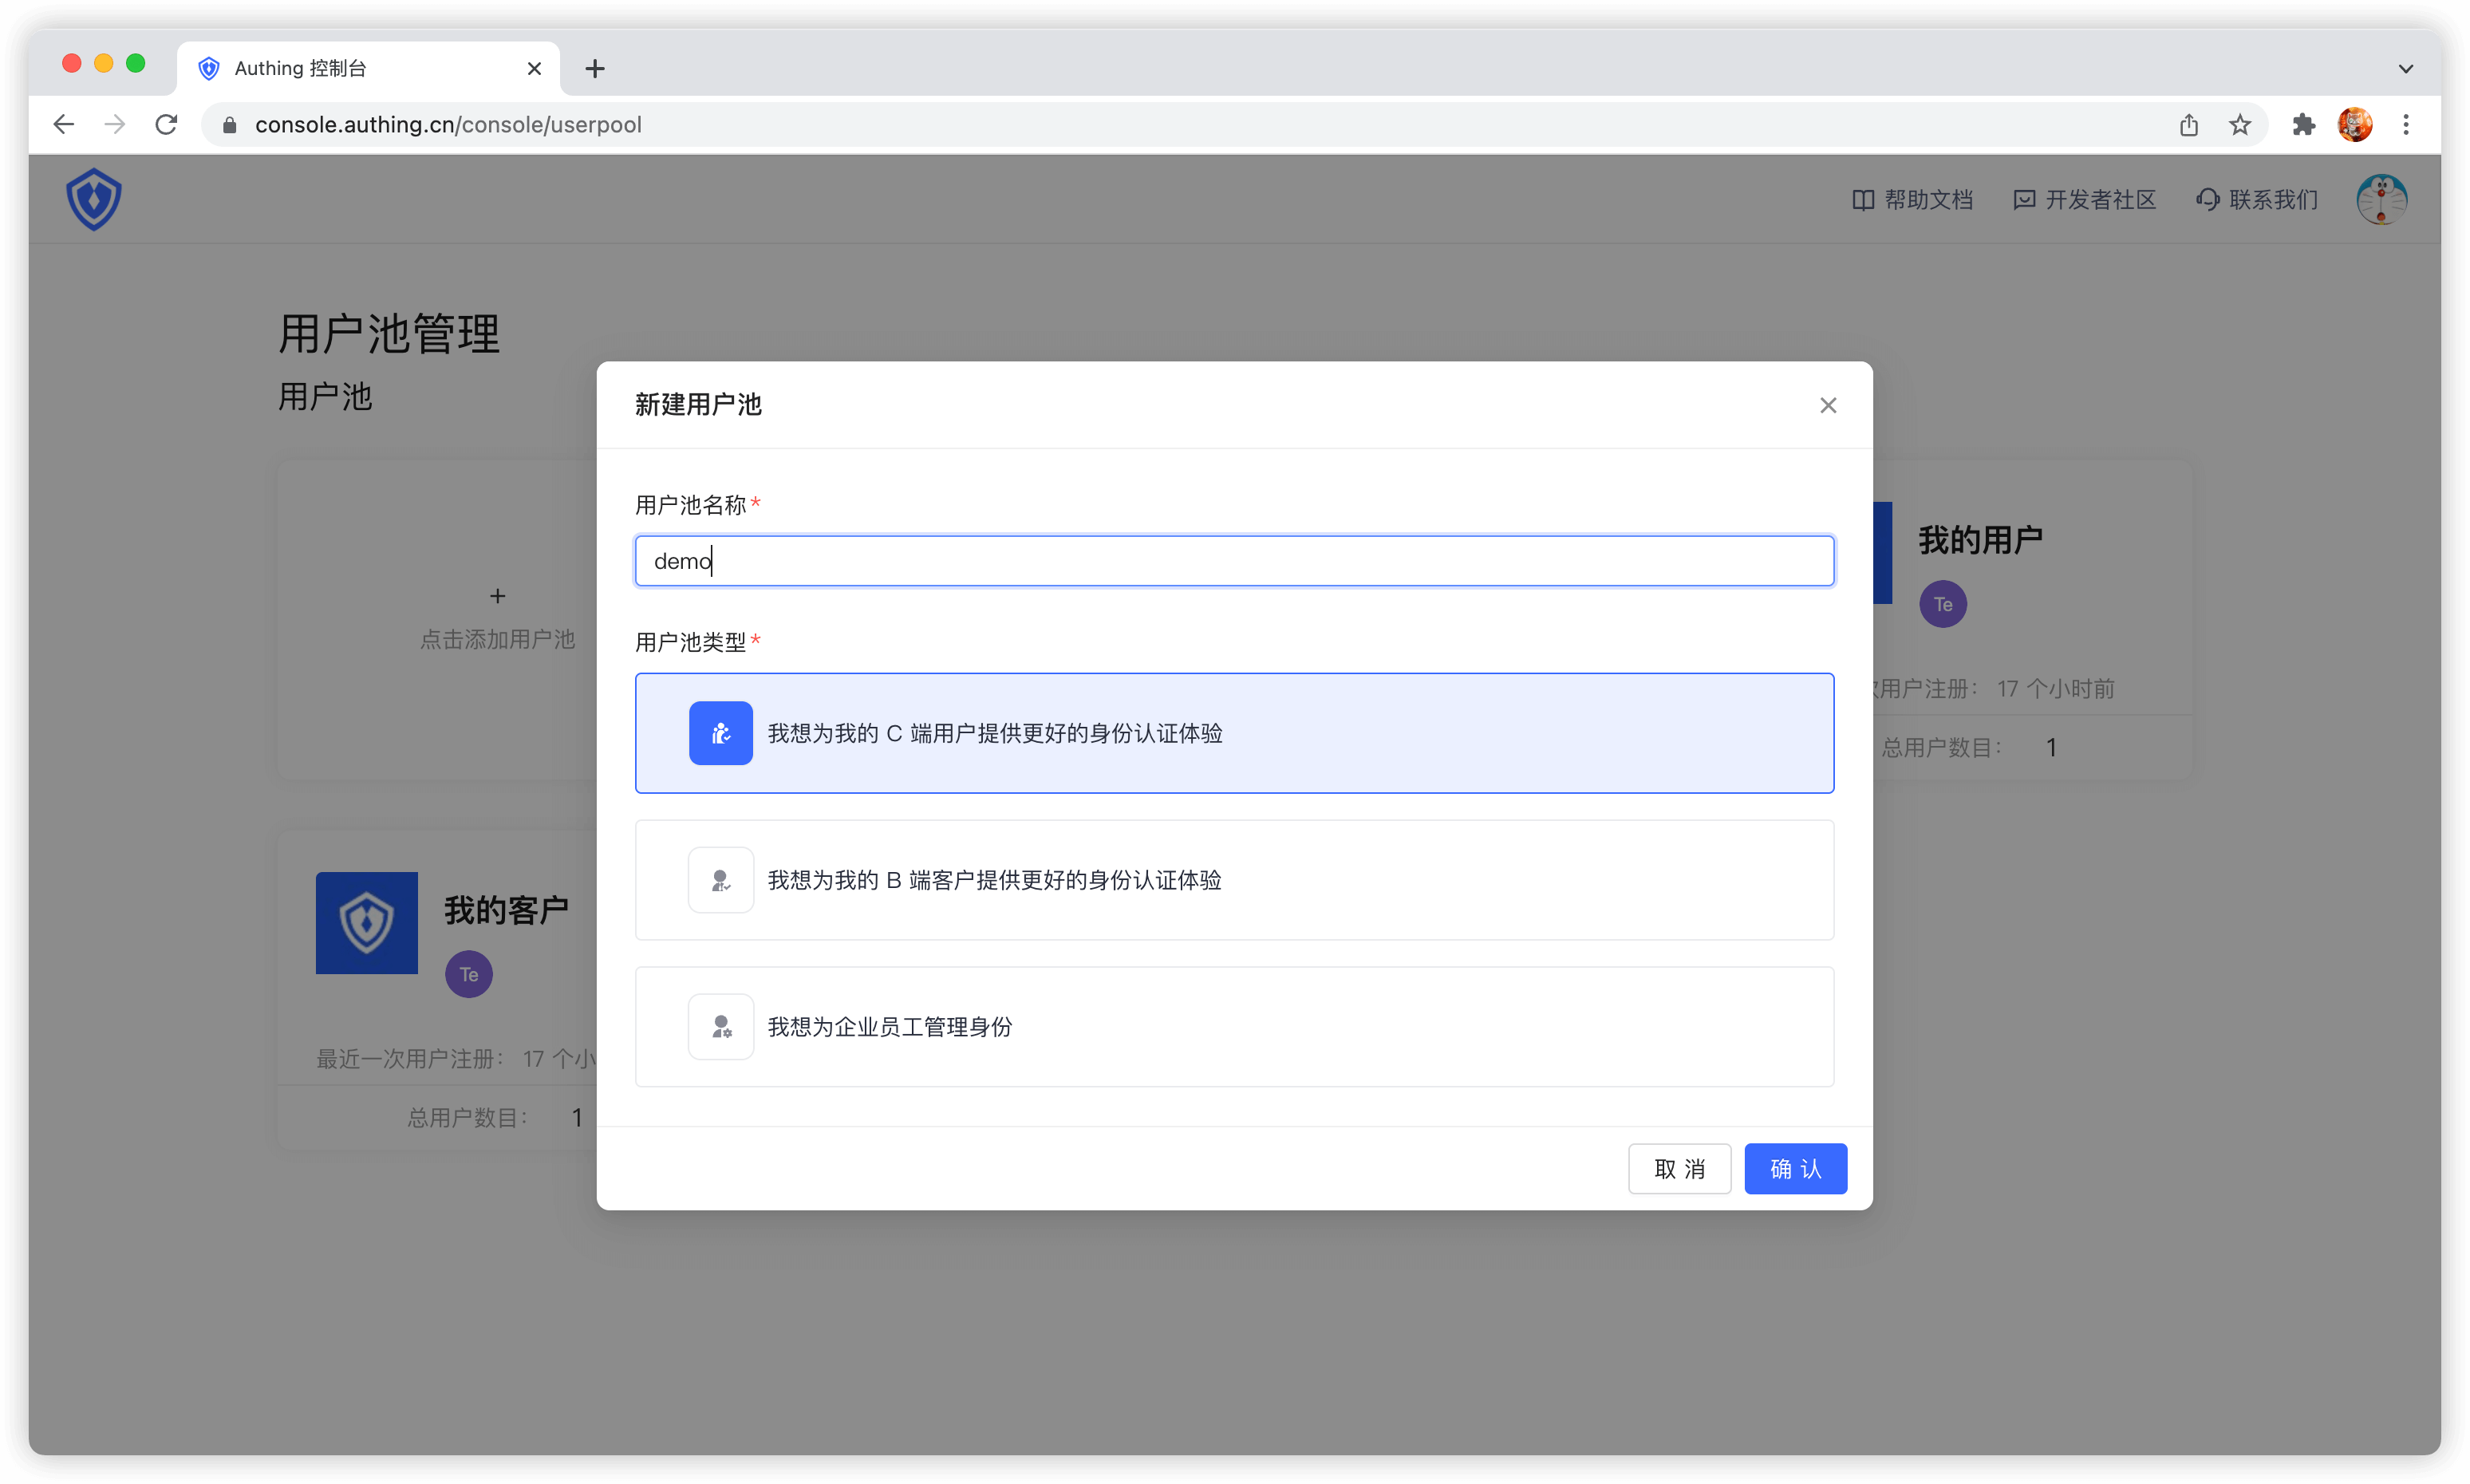 Authing 控制台
console.authing.cn/console/userpool
帮助文档
开发者社区
联系我们
用户池管理
用户池
点击添加用户池
新建用户池
用户池名称*
demo
用户池类型*
我想为我的 C 端用户提供更好的身份认证体验
我想为我的 B 端客户提供更好的身份认证体验
我想为企业员工管理身份
取 消
确 认
我的用户
Te
用户注册: 17 个小时前
总用户数目: 1
我的客户
Te
最近一次用户注册: 17 个小
总用户数目: 1